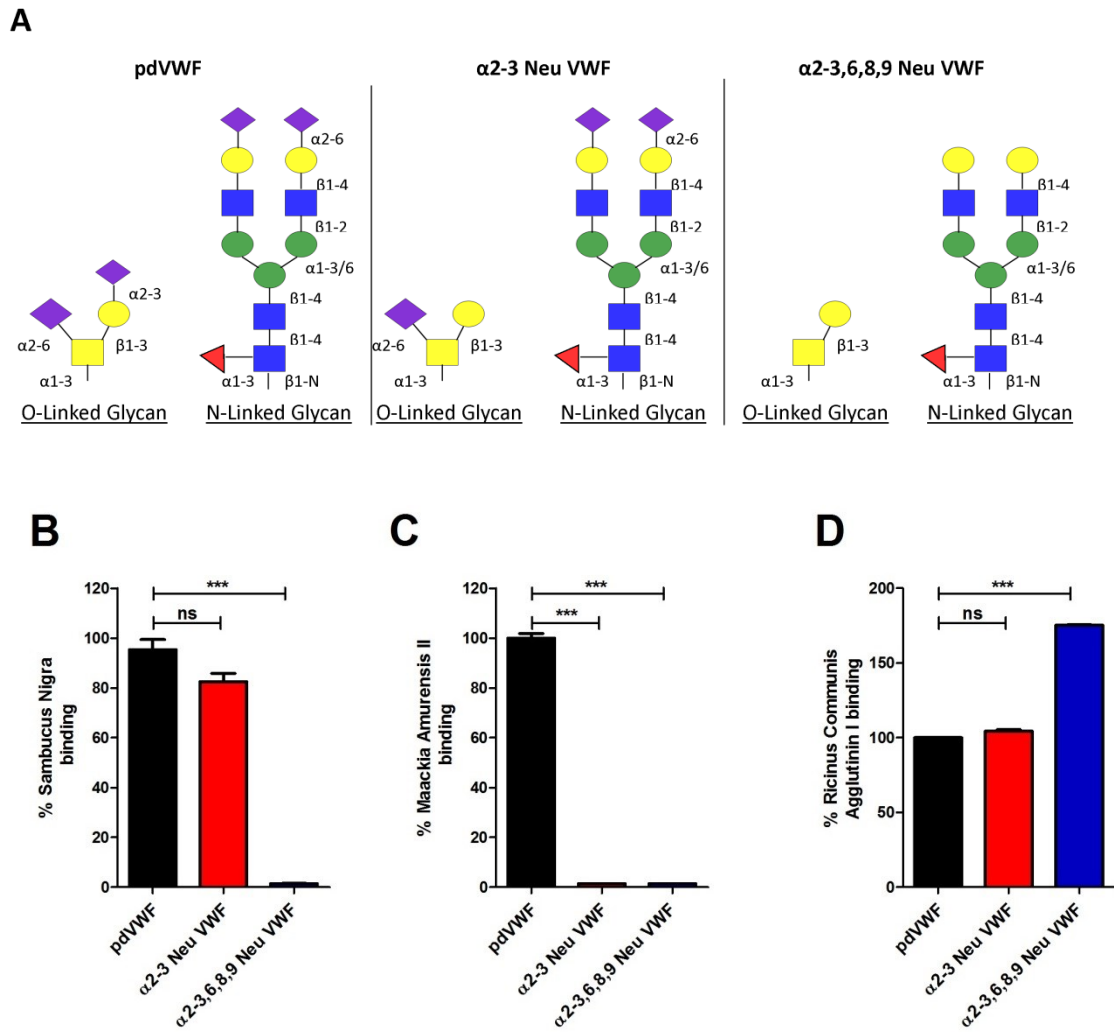 A
pdVWF
α2-3 Neu VWF
α2-3,6,8,9 Neu VWF
α2-6
β1-4
β1-2
α1-3/6
α2-3
β1-4
α2-6
β1-3
β1-4
α1-3
α1-3
β1-N
O-Linked Glycan
N-Linked Glycan
α2-6
β1-4
β1-2
α1-3/6
β1-4
α2-6
β1-3
β1-4
α1-3
α1-3
β1-N
O-Linked Glycan
N-Linked Glycan
β1-4
β1-2
α1-3/6
β1-4
β1-3
β1-4
α1-3
α1-3
β1-N
O-Linked Glycan
N-Linked Glycan
B
% Sambucus Nigra
binding
120
100
80
60
40
20
0
***
ns
pdVWF
α2-3 Neu VWF
α2-3,6,8,9 Neu VWF
C
% Maackia Amurensis II
binding
120
100
80
60
40
20
0
***
***
pdVWF
α2-3 Neu VWF
α2-3,6,8,9 Neu VWF
D
% Ricinus Communis
Agglutinin I binding
200
150
100
50
0
***
ns
pdVWF
α2-3 Neu VWF
α2-3,6,8,9 Neu VWF